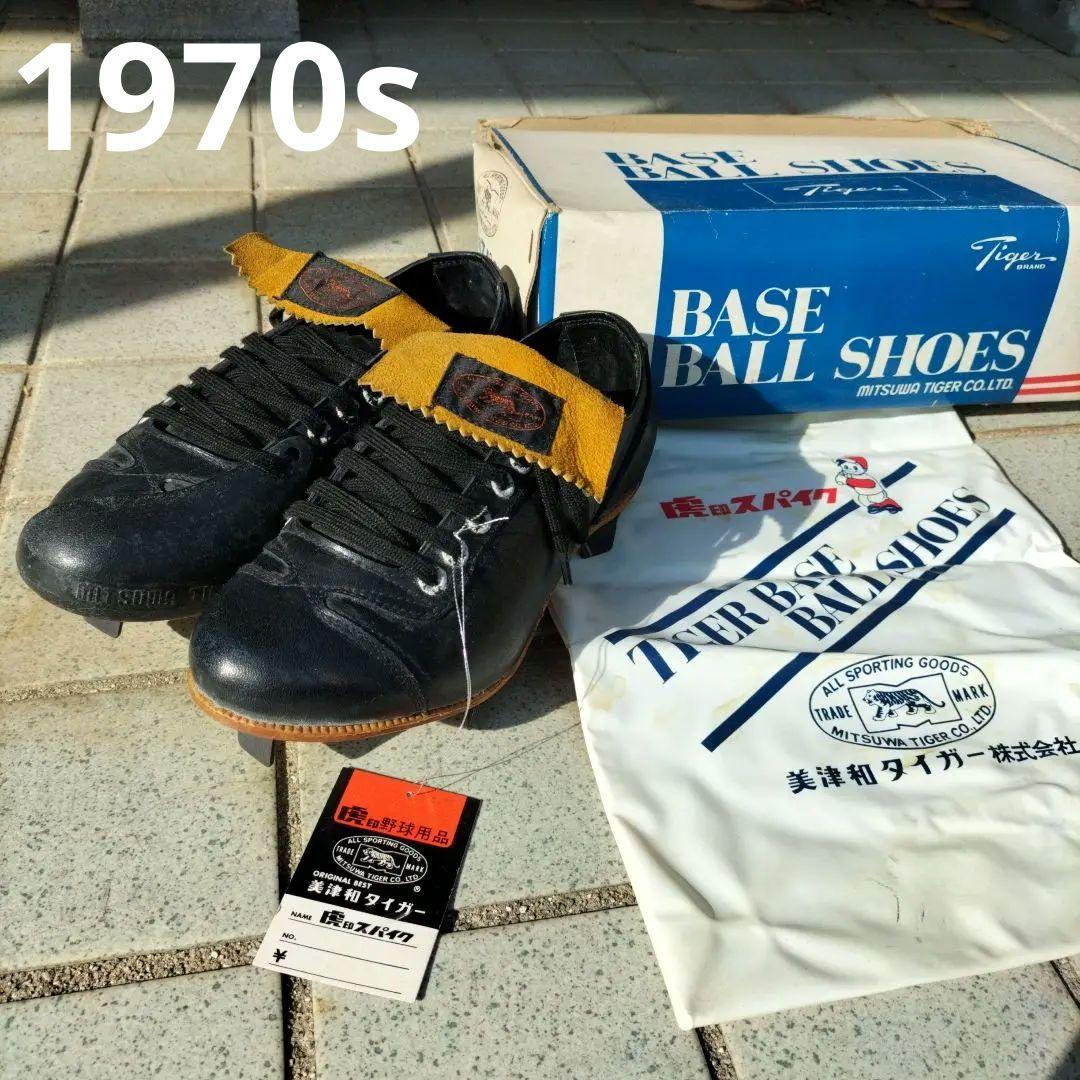 1970s
BASE
BALL SHOES
Tiger
Tiger
BRAND
BASE
BALL SHOES
MITSUWA TIGER CO.LTD.
MITSUWA TI
虎印スパイク
TIGER BASE
BALL SHOES
ALL SPORTING GOODS
TRADE MARK
MITSUWA TIGER CO.,LTD.
美津和タイガー株式会社
虎印野球用品
ALL SPORTING GOODS
TRADE MARK
MITSUWA TIGER CO., LTD.
®
ORIGINAL BEST
美津和タイガー
NAME 虎印スパイク
NO.
¥